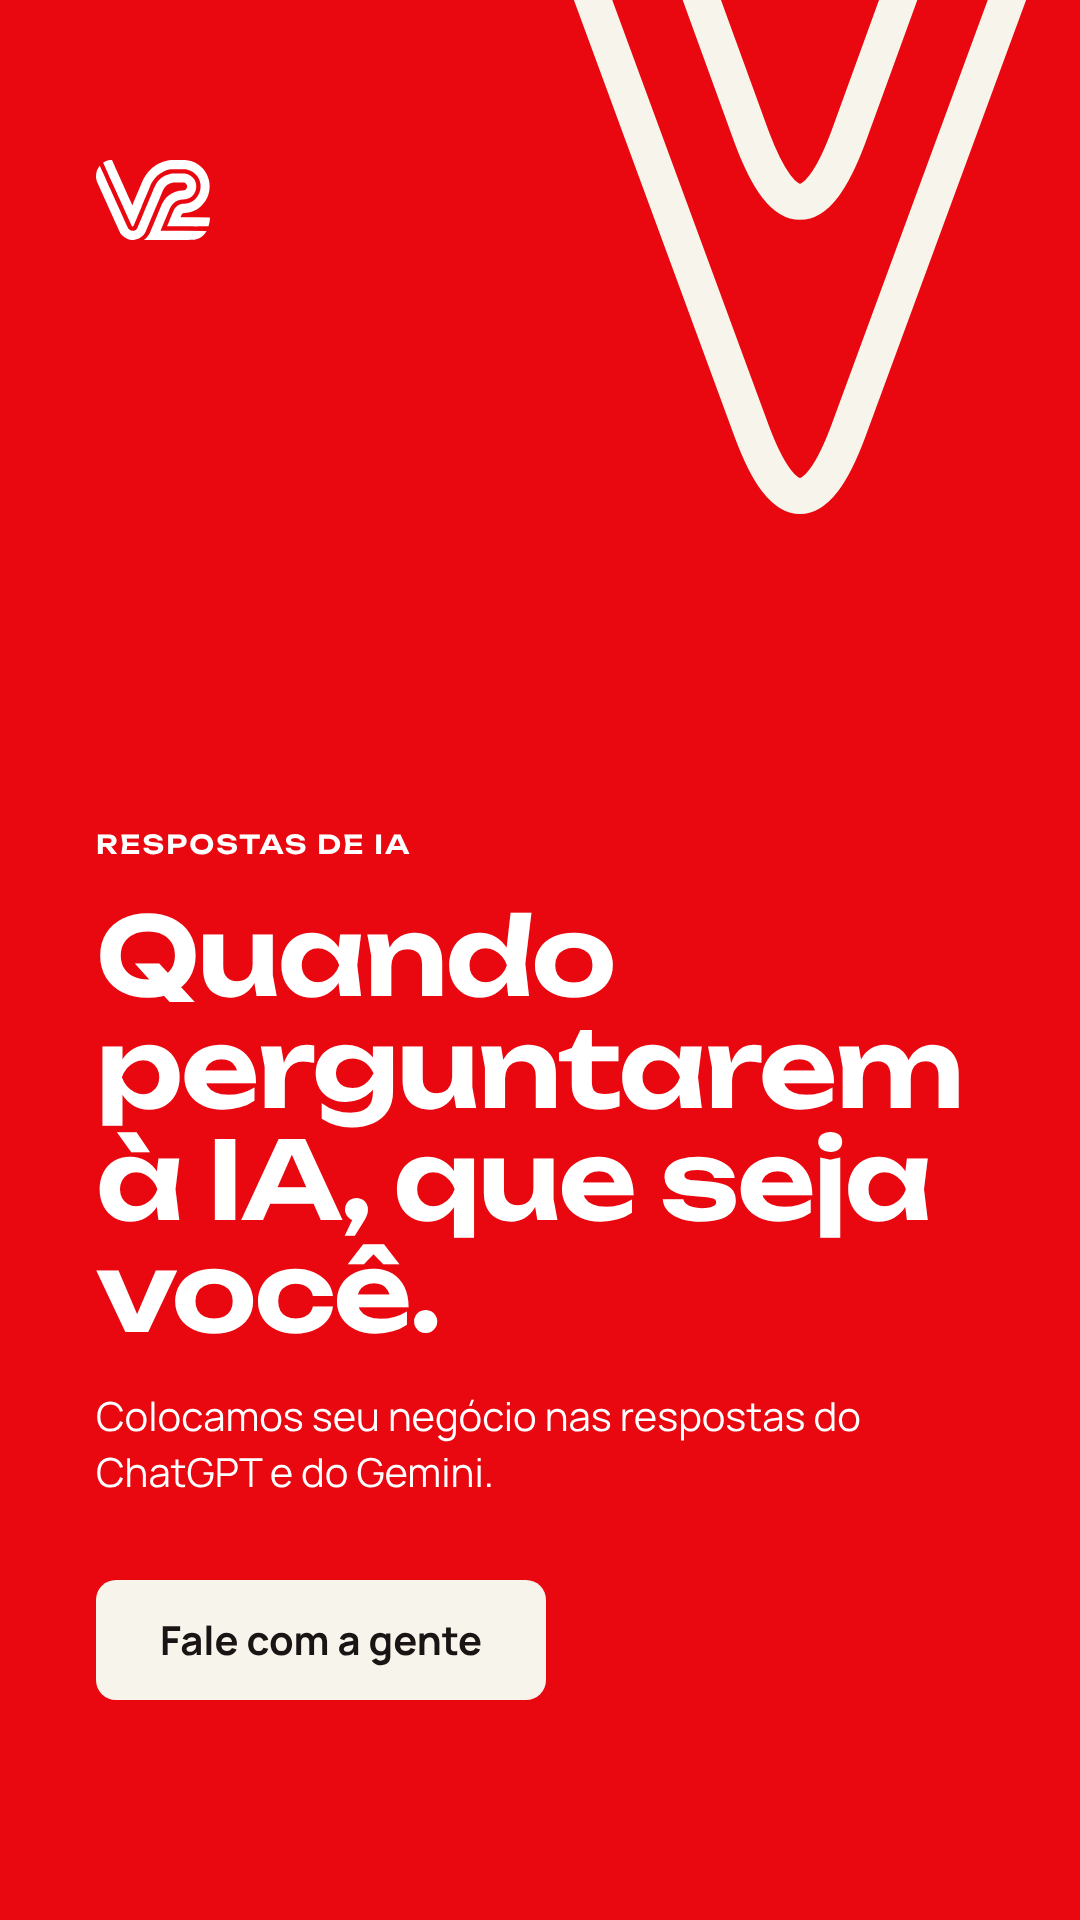 V2
RESPOSTAS DE IA
Quando
perguntarem
à IA, que seja
você.
Colocamos seu negócio nas respostas do
ChatGPT e do Gemini.
Fale com a gente